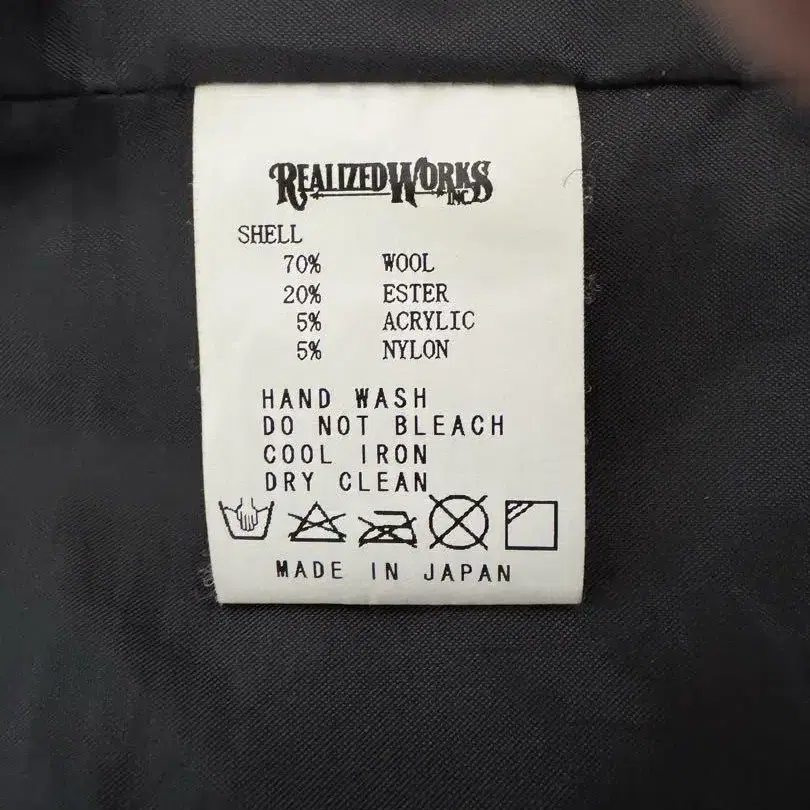 REALIZEDWORKS INC.
SHELL
70% WOOL
20% ESTER
5% ACRYLIC
5% NYLON
HAND WASH
DO NOT BLEACH
COOL IRON
DRY CLEAN
MADE IN JAPAN